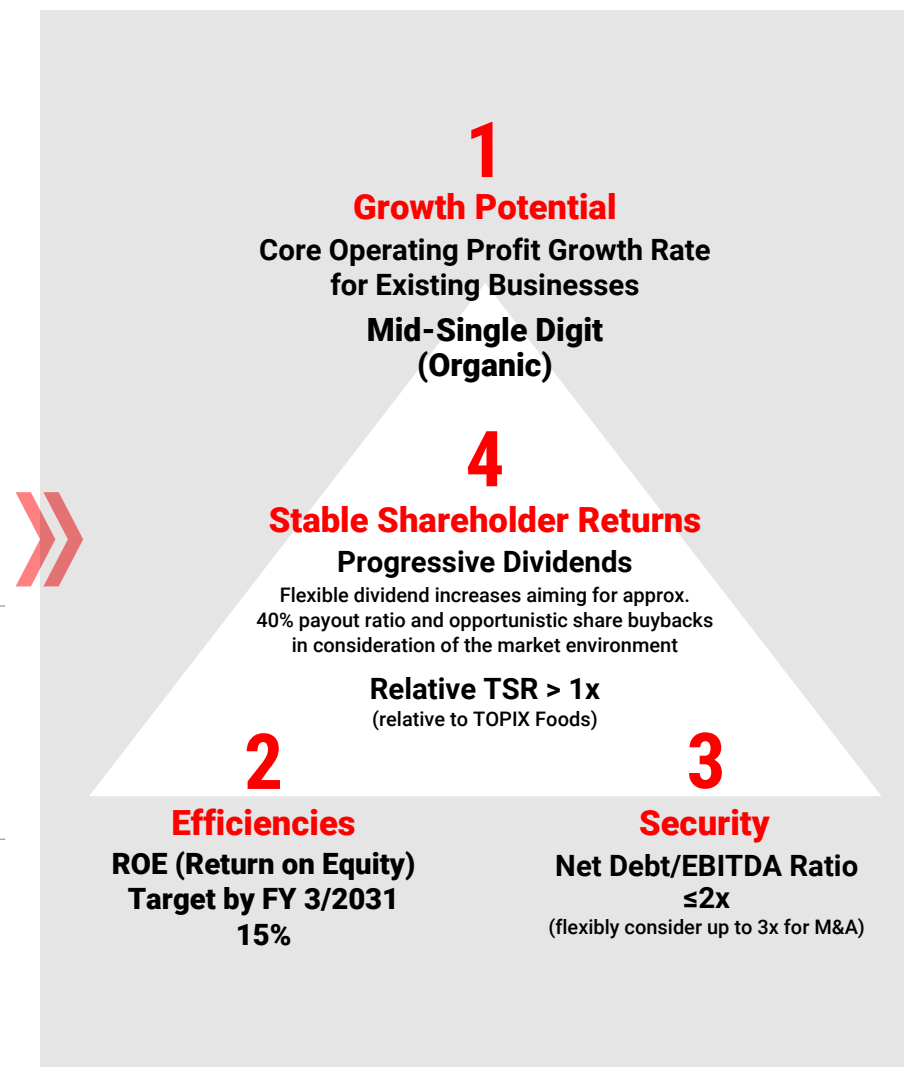 1
Growth Potential
Core Operating Profit Growth Rate
for Existing Businesses
Mid-Single Digit
(Organic)
4
Stable Shareholder Returns
Progressive Dividends
Flexible dividend increases aiming for approx.
40% payout ratio and opportunistic share buybacks
in consideration of the market environment
Relative TSR > 1x
(relative to TOPIX Foods)
2
Efficiencies
ROE (Return on Equity)
Target by FY 3/2031
15%
3
Security
Net Debt/EBITDA Ratio
≤2x
(flexibly consider up to 3x for M&A)